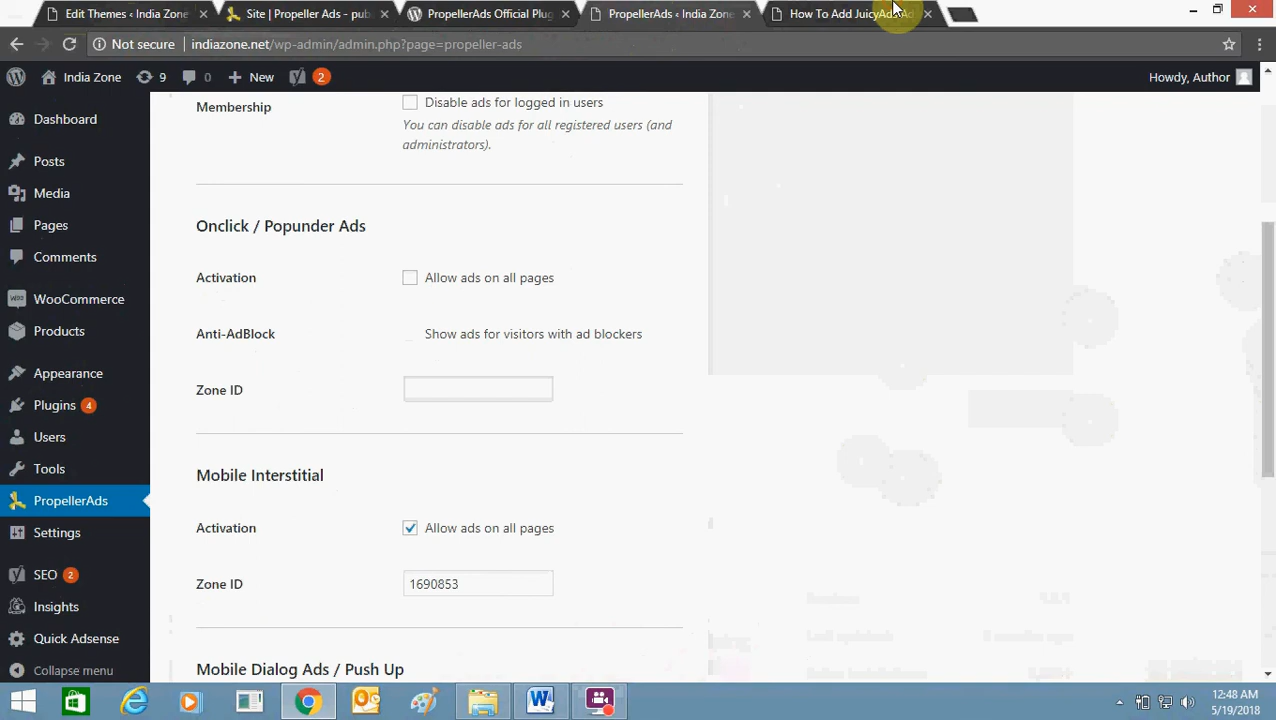 Edit Themes ‹ India Zone
Site | Propeller Ads - pub
PropellerAds Official Plug
PropellerAds ‹ India Zone
How To Add JuicyAds Ad
Not secure
indiazone.net/wp-admin/admin.php?page=propeller-ads
India Zone
9
0
New
2
Howdy, Author
Dashboard
Posts
Media
Pages
Comments
WooCommerce
Products
Appearance
Plugins 4
Users
Tools
PropellerAds
Settings
SEO 2
Insights
Quick Adsense
Collapse menu
Membership
Disable ads for logged in users
You can disable ads for all registered users (and
administrators).
Onclick / Popunder Ads
Activation
Allow ads on all pages
Anti-AdBlock
Show ads for visitors with ad blockers
Zone ID
Mobile Interstitial
Activation
Allow ads on all pages
Zone ID
1690853
Mobile Dialog Ads / Push Up
12:48 AM
5/19/2018